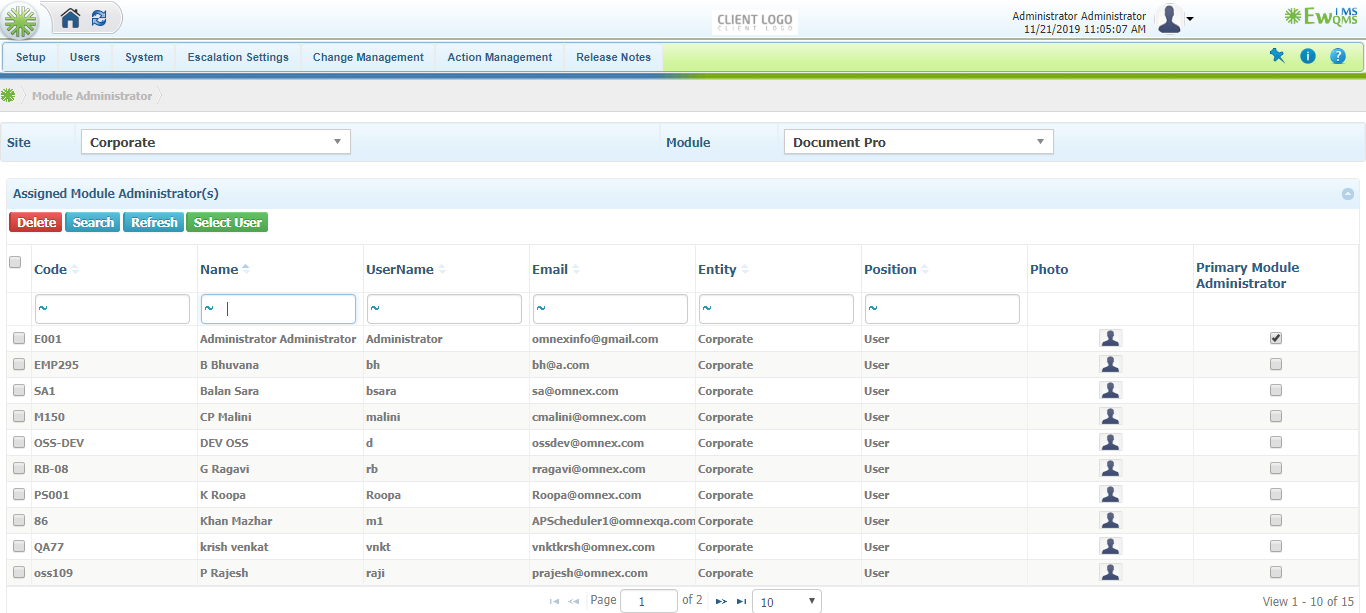 CLIENT LOGO
CLIENT LOGO
Administrator Administrator
11/21/2019 11:05:07 AM
EwQMS
iMS
Setup Users System Escalation Settings Change Management Action Management Release Notes
i ?
Module Administrator
Site Corporate Module Document Pro
Assigned Module Administrator(s)
Delete Search Refresh Select User
Code Name UserName Email Entity Position Photo Primary Module Administrator
~ ~ ~ ~ ~ ~
E001 Administrator Administrator Administrator omnexinfo@gmail.com Corporate User
EMP295 B Bhuvana bh bh@a.com Corporate User
SA1 Balan Sara bsara sa@omnex.com Corporate User
M150 CP Malini malini cmalini@omnex.com Corporate User
OSS-DEV DEV OSS d ossdev@omnex.com Corporate User
RB-08 G Ragavi rb rragavi@omnex.com Corporate User
PS001 K Roopa Roopa Roopa@omnex.com Corporate User
86 Khan Mazhar m1 APScheduler1@omnexqa.com Corporate User
QA77 krish venkat vnkt vnktkrsh@omnex.com Corporate User
oss109 P Rajesh raji prajesh@omnex.com Corporate User
Page 1 of 2 10 View 1 - 10 of 15